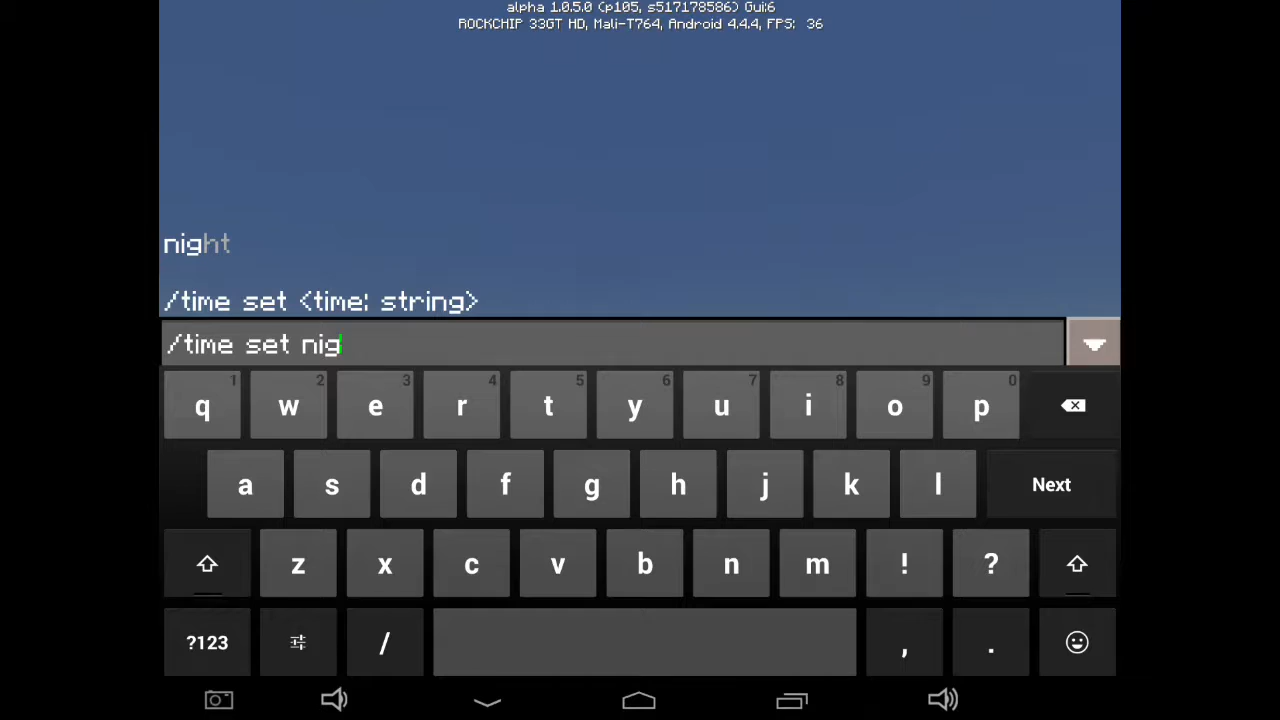 alpha 1.0.5.0 (p105, s517178586) Gui:6
ROCKCHIP 33GT HD, Mali-T764, Android 4.4.4, FPS: 36
night
/time set <time: string>
/time set nig
1 2 3 4 5 6 7 8 9 0
q w e r t y u i o p
a s d f g h j k l Next
z x c v b n m ! ?
?123 / , .